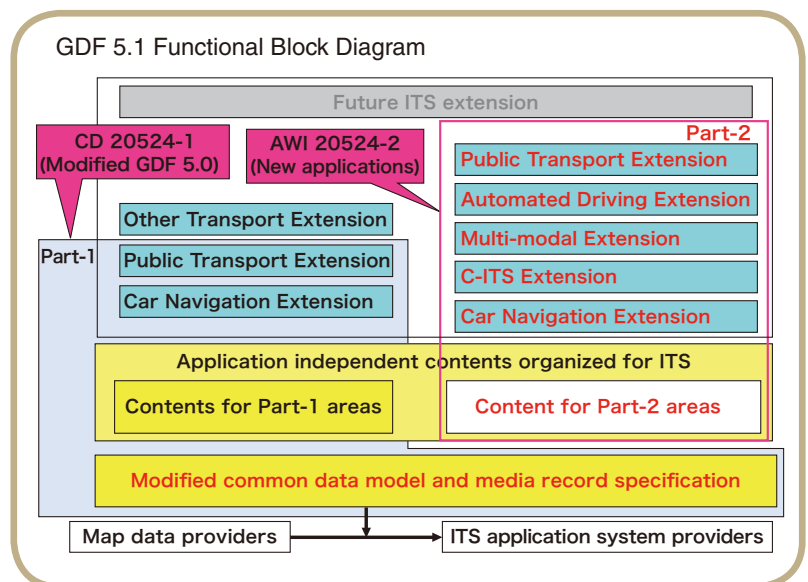 GDF 5.1 Functional Block Diagram
Future ITS extension
CD 20524-1
(Modified GDF 5.0)
AWI 20524-2
(New applications)
Part-2
Public Transport Extension
Automated Driving Extension
Multi-modal Extension
C-ITS Extension
Car Navigation Extension
Other Transport Extension
Part-1
Public Transport Extension
Car Navigation Extension
Application independent contents organized for ITS
Contents for Part-1 areas
Content for Part-2 areas
Modified common data model and media record specification
Map data providers
ITS application system providers